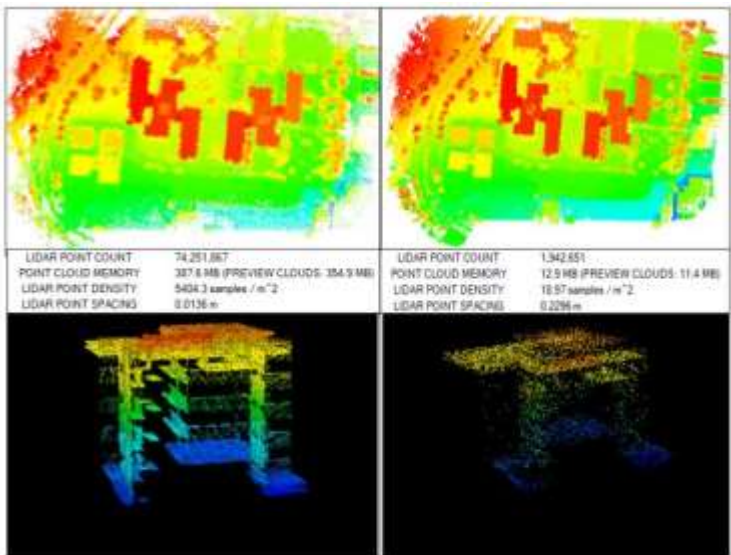 LIDAR POINT COUNT 74,251,867
POINT CLOUD MEMORY 387.6 MB (PREVIEW CLOUDS: 354.9 MB)
LIDAR POINT DENSITY 5404.3 samples / m^2
LIDAR POINT SPACING 0.0136 m
LIDAR POINT COUNT 1,942,651
POINT CLOUD MEMORY 12.9 MB (PREVIEW CLOUDS: 11.4 MB)
LIDAR POINT DENSITY 18.97 samples / m^2
LIDAR POINT SPACING 0.2296 m